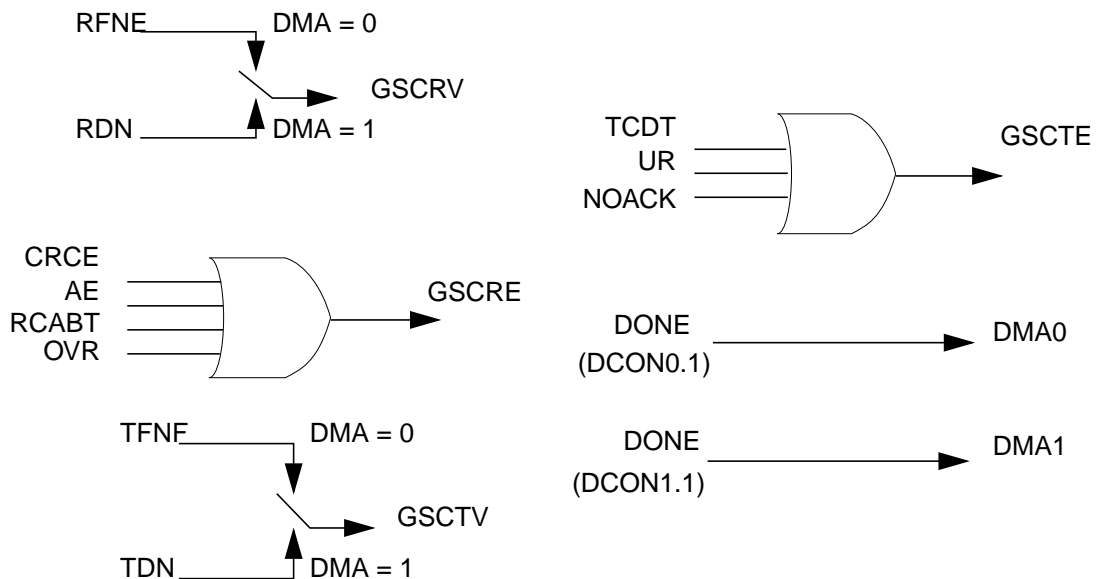 RFNE
DMA = 0
GSCRV
RDN
DMA = 1
TCDT
UR
NOACK
GSCTE
CRCE
AE
RCABT
OVR
GSCRE
DONE
(DCON0.1)
DMA0
TFNF
DMA = 0
GSCTV
TDN
DMA = 1
DONE
(DCON1.1)
DMA1